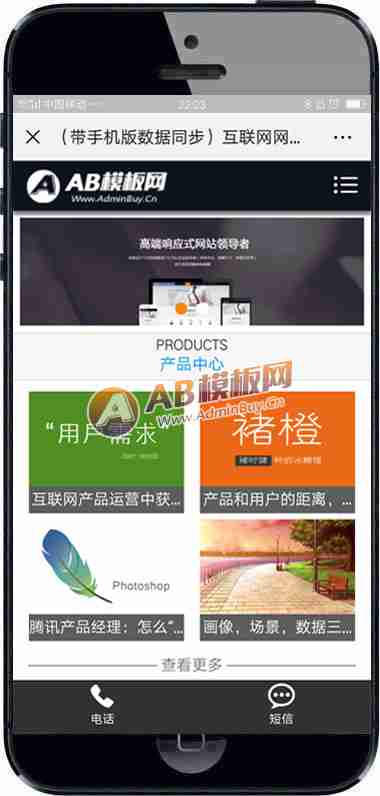 中国移动
22:03
（带手机版数据同步）互联网网...
AB模板网
Www.AdminBuy.Cn
高端响应式网站领导者
PRODUCTS
产品中心
AB模板网
Www.AdminBuy.Cn
“用户需求
褚橙
互联网产品运营中获...
产品和用户的距离，...
Photoshop
腾讯产品经理：怎么“...
画像，场景，数据三...
查看更多
电话
短信